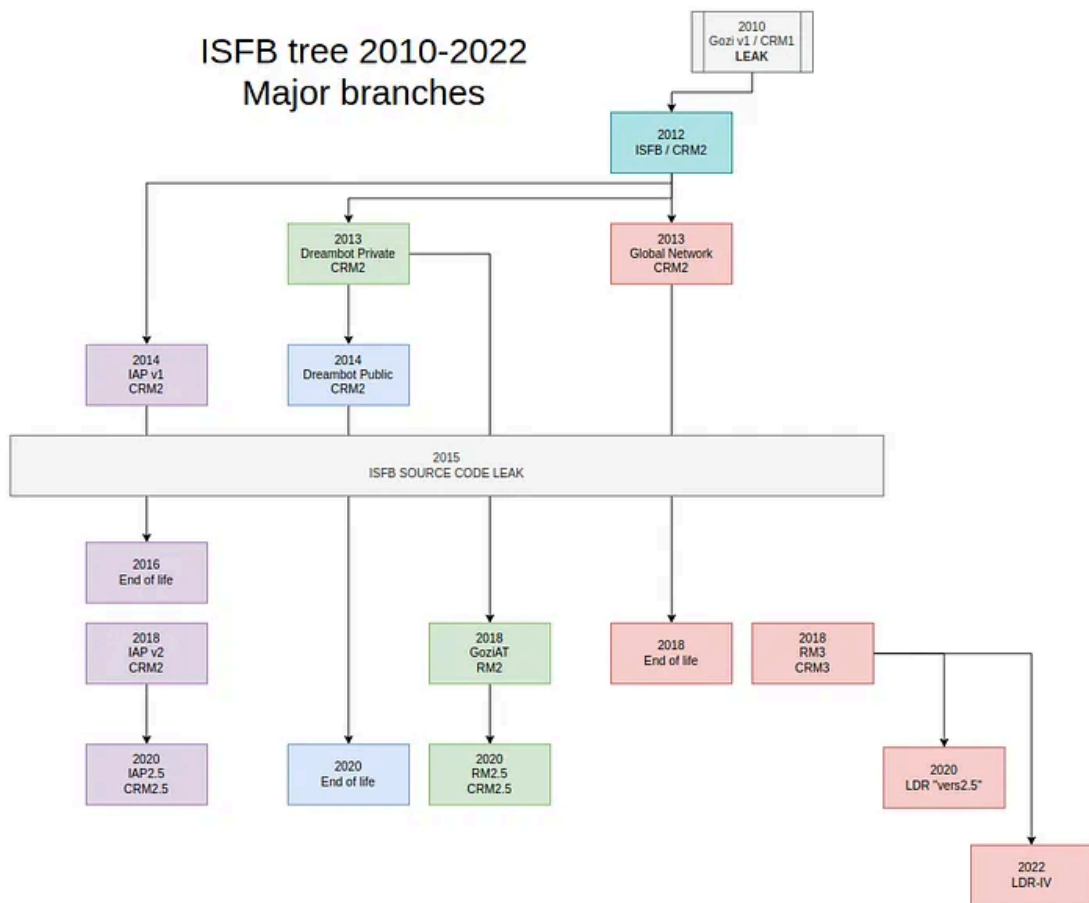 ISFB tree 2010-2022
Major branches
2010
Gozi v1 / CRM1
LEAK
2012
ISFB / CRM2
2013
Dreambot Private
CRM2
2013
Global Network
CRM2
2014
IAP v1
CRM2
2014
Dreambot Public
CRM2
2015
ISFB SOURCE CODE LEAK
2016
End of life
2018
IAP v2
CRM2
2018
GoziAT
RM2
2018
End of life
2018
RM3
CRM3
2020
IAP2.5
CRM2.5
2020
End of life
2020
RM2.5
CRM2.5
2020
LDR "vers2.5"
2022
LDR-IV